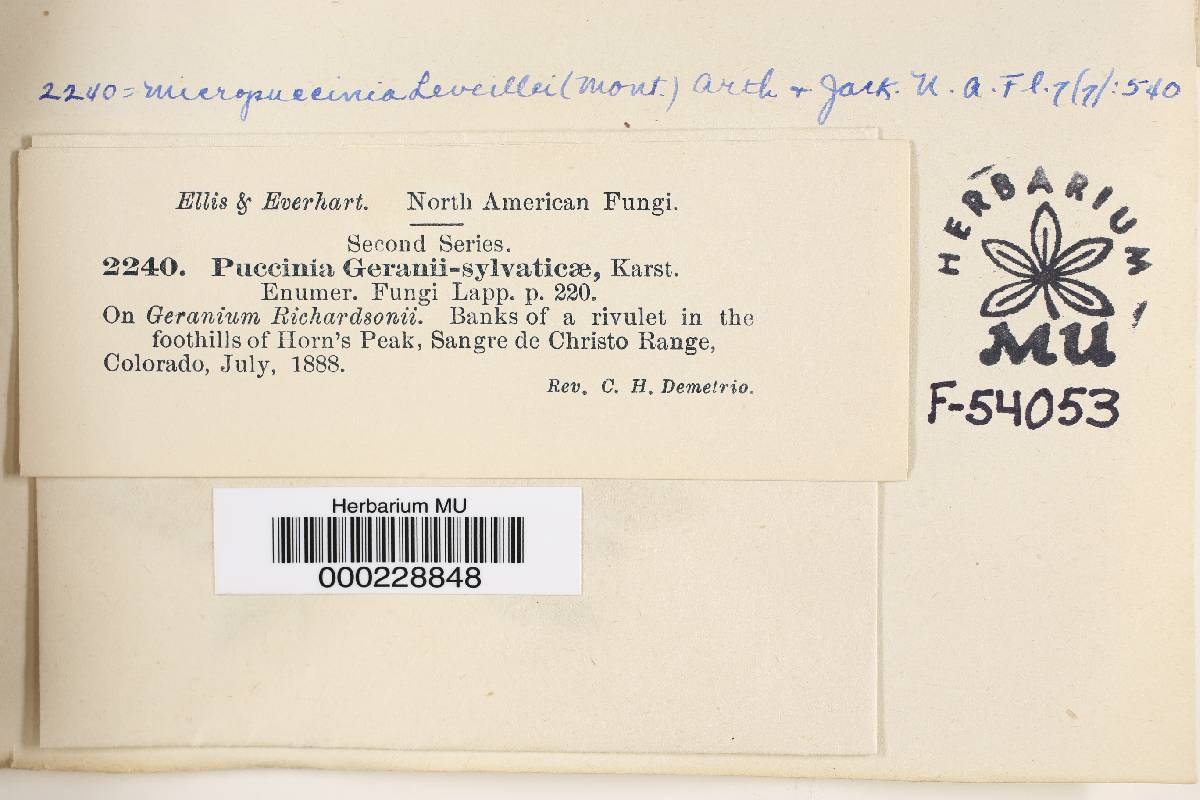 2240 = Micropuccinia Leveillei (Mont.) Arth & Jack. N. A. Fl. 7(7):540
Ellis & Everhart. North American Fungi.
Second Series.
2240. Puccinia Geranii-sylvaticæ, Karst.
Enumer. Fungi Lapp. p. 220.
On Geranium Richardsonii. Banks of a rivulet in the
foothills of Horn's Peak, Sangre de Christo Range,
Colorado, July, 1888.
Rev. C. H. Demetrio.
HERBARIUM
MU
F-54053
Herbarium MU
000228848